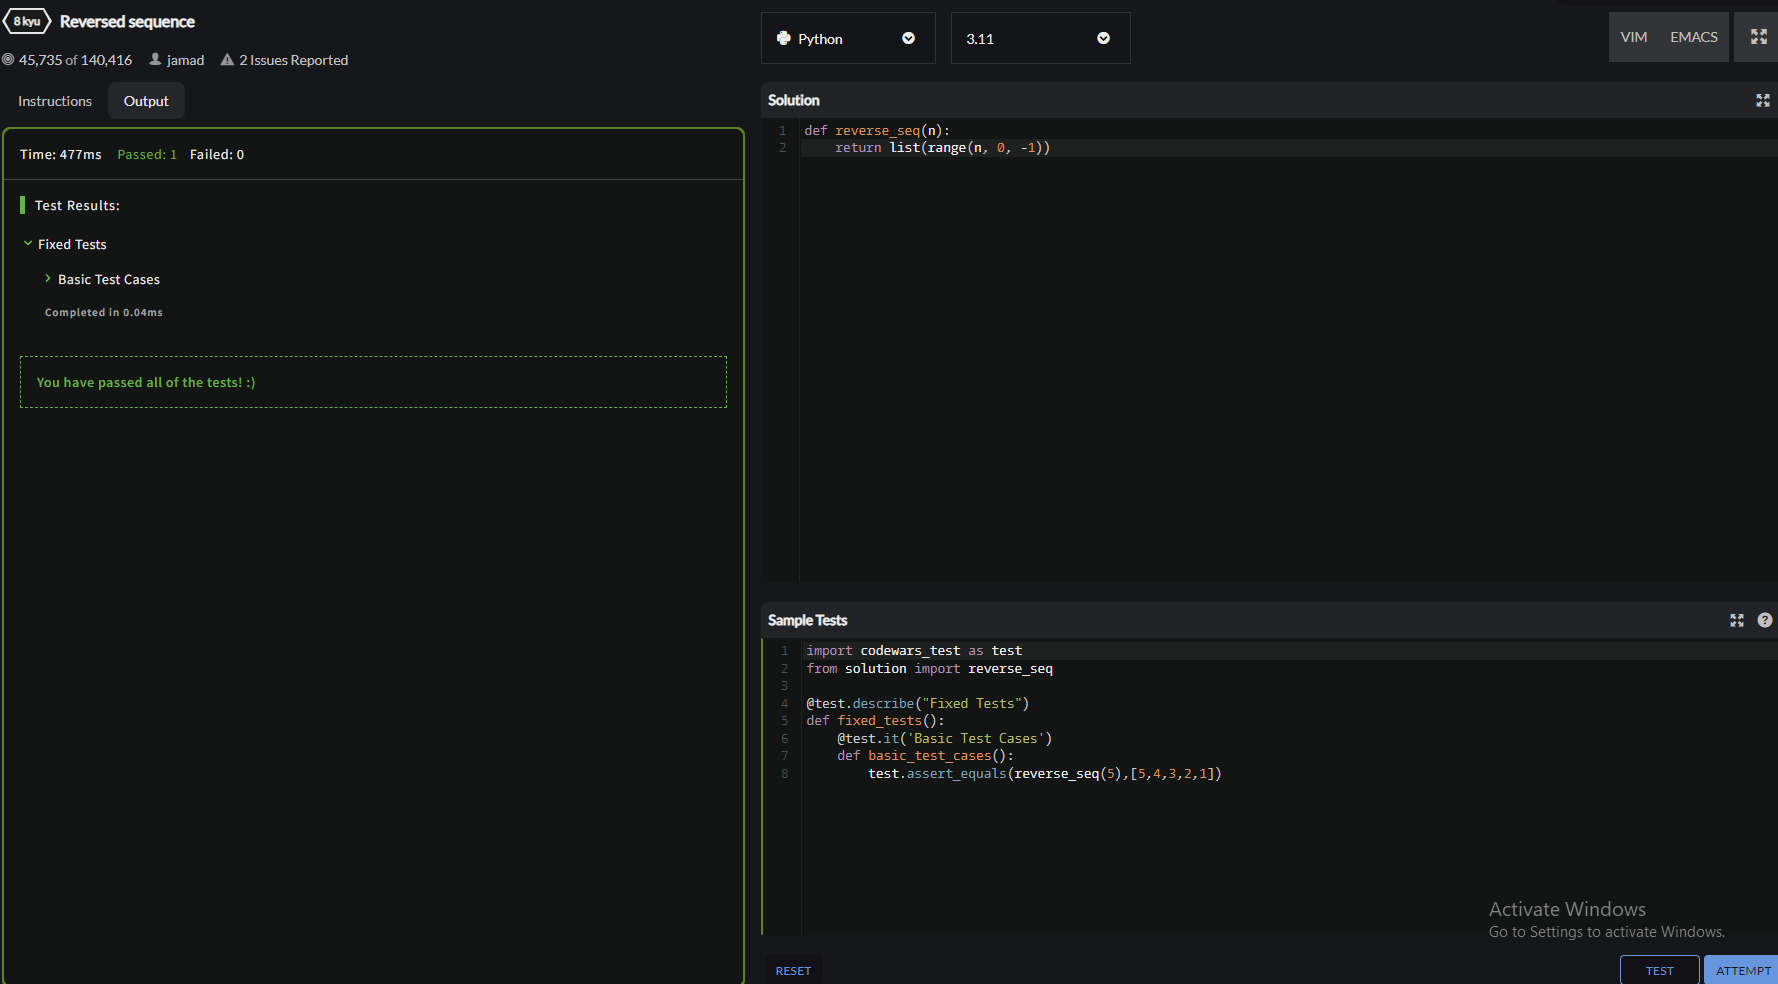 8 kyu Reversed sequence
45,735 of 140,416 jamad 2 Issues Reported
Instructions Output
Time: 477ms Passed: 1 Failed: 0
Test Results:
Fixed Tests
Basic Test Cases
Completed in 0.04ms
You have passed all of the tests! :)
Python 3.11 VIM EMACS
Solution
1 def reverse_seq(n):
2     return list(range(n, 0, -1))
Sample Tests ?
1 import codewars_test as test
2 from solution import reverse_seq
3
4 @test.describe("Fixed Tests")
5 def fixed_tests():
6     @test.it('Basic Test Cases')
7     def basic_test_cases():
8         test.assert_equals(reverse_seq(5),[5,4,3,2,1])
Activate Windows
Go to Settings to activate Windows.
RESET TEST ATTEMPT